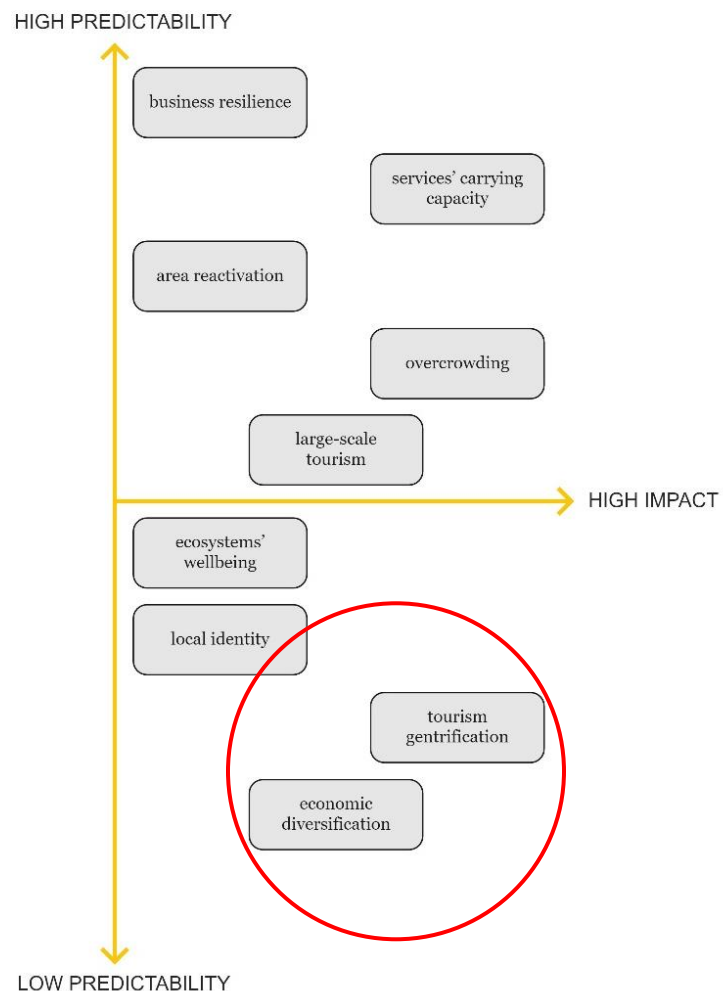 HIGH PREDICTABILITY
business resilience
services’ carrying
capacity
area reactivation
overcrowding
large-scale
tourism
HIGH IMPACT
ecosystems’
wellbeing
local identity
tourism
gentrification
economic
diversification
LOW PREDICTABILITY